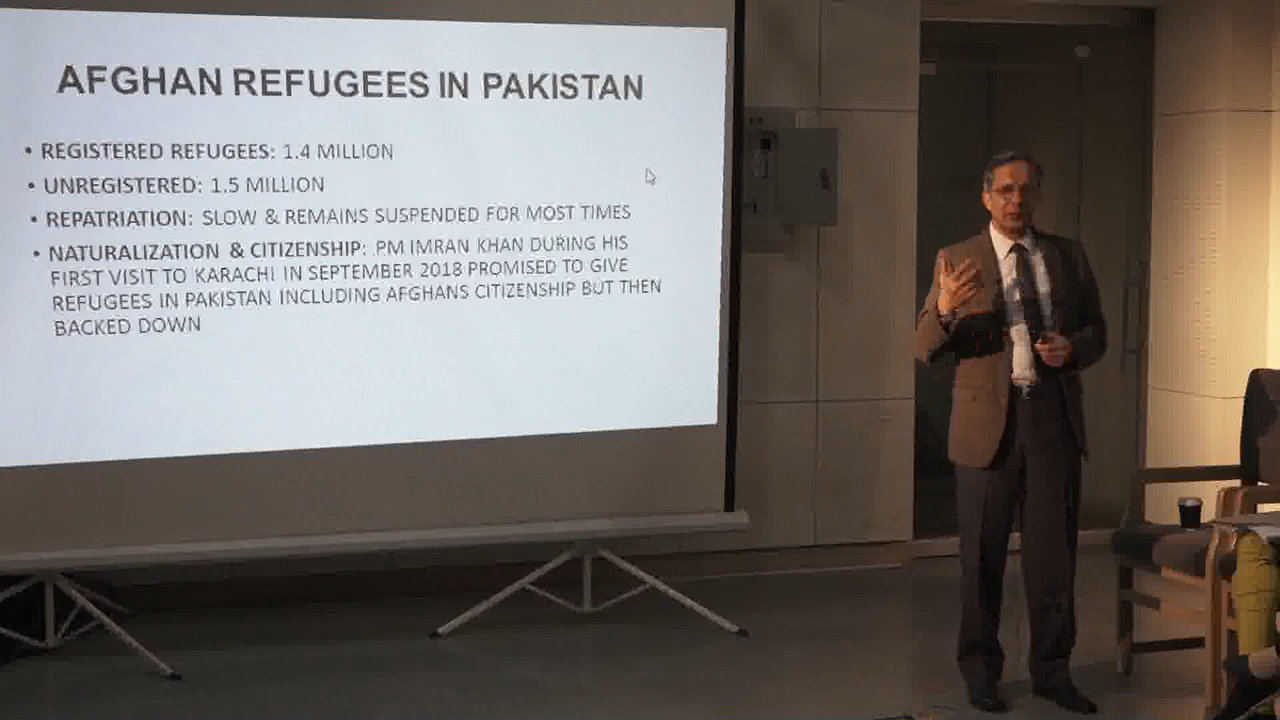 AFGHAN REFUGEES IN PAKISTAN
• REGISTERED REFUGEES: 1.4 MILLION
• UNREGISTERED: 1.5 MILLION
• REPATRIATION: SLOW & REMAINS SUSPENDED FOR MOST TIMES
• NATURALIZATION & CITIZENSHIP: PM IMRAN KHAN DURING HIS
FIRST VISIT TO KARACHI IN SEPTEMBER 2018 PROMISED TO GIVE
REFUGEES IN PAKISTAN INCLUDING AFGHANS CITIZENSHIP BUT THEN
BACKED DOWN